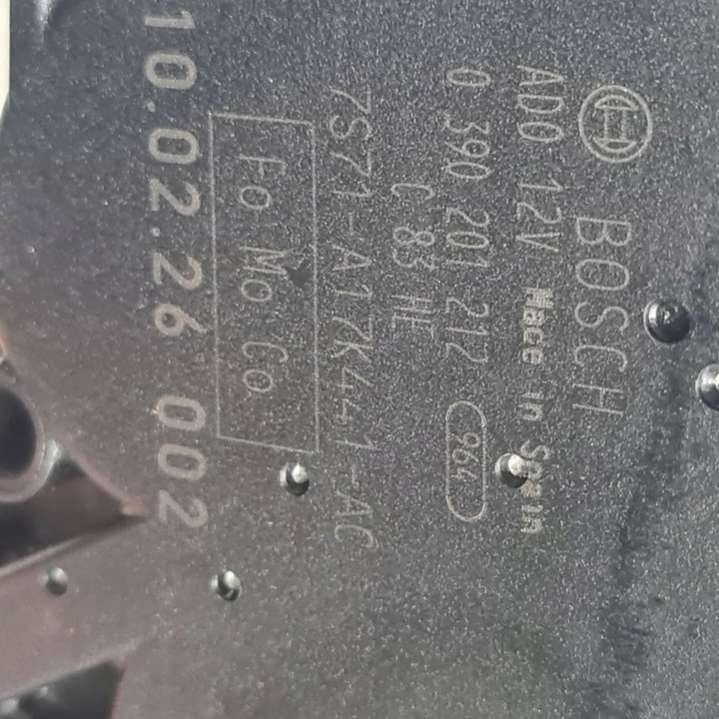 BOSCH
AD0 12V Made in Spain
0 390 201 212 964
C 83 HE
7S71-A17K441-AC
Fo Mo Co
10.02.26 002